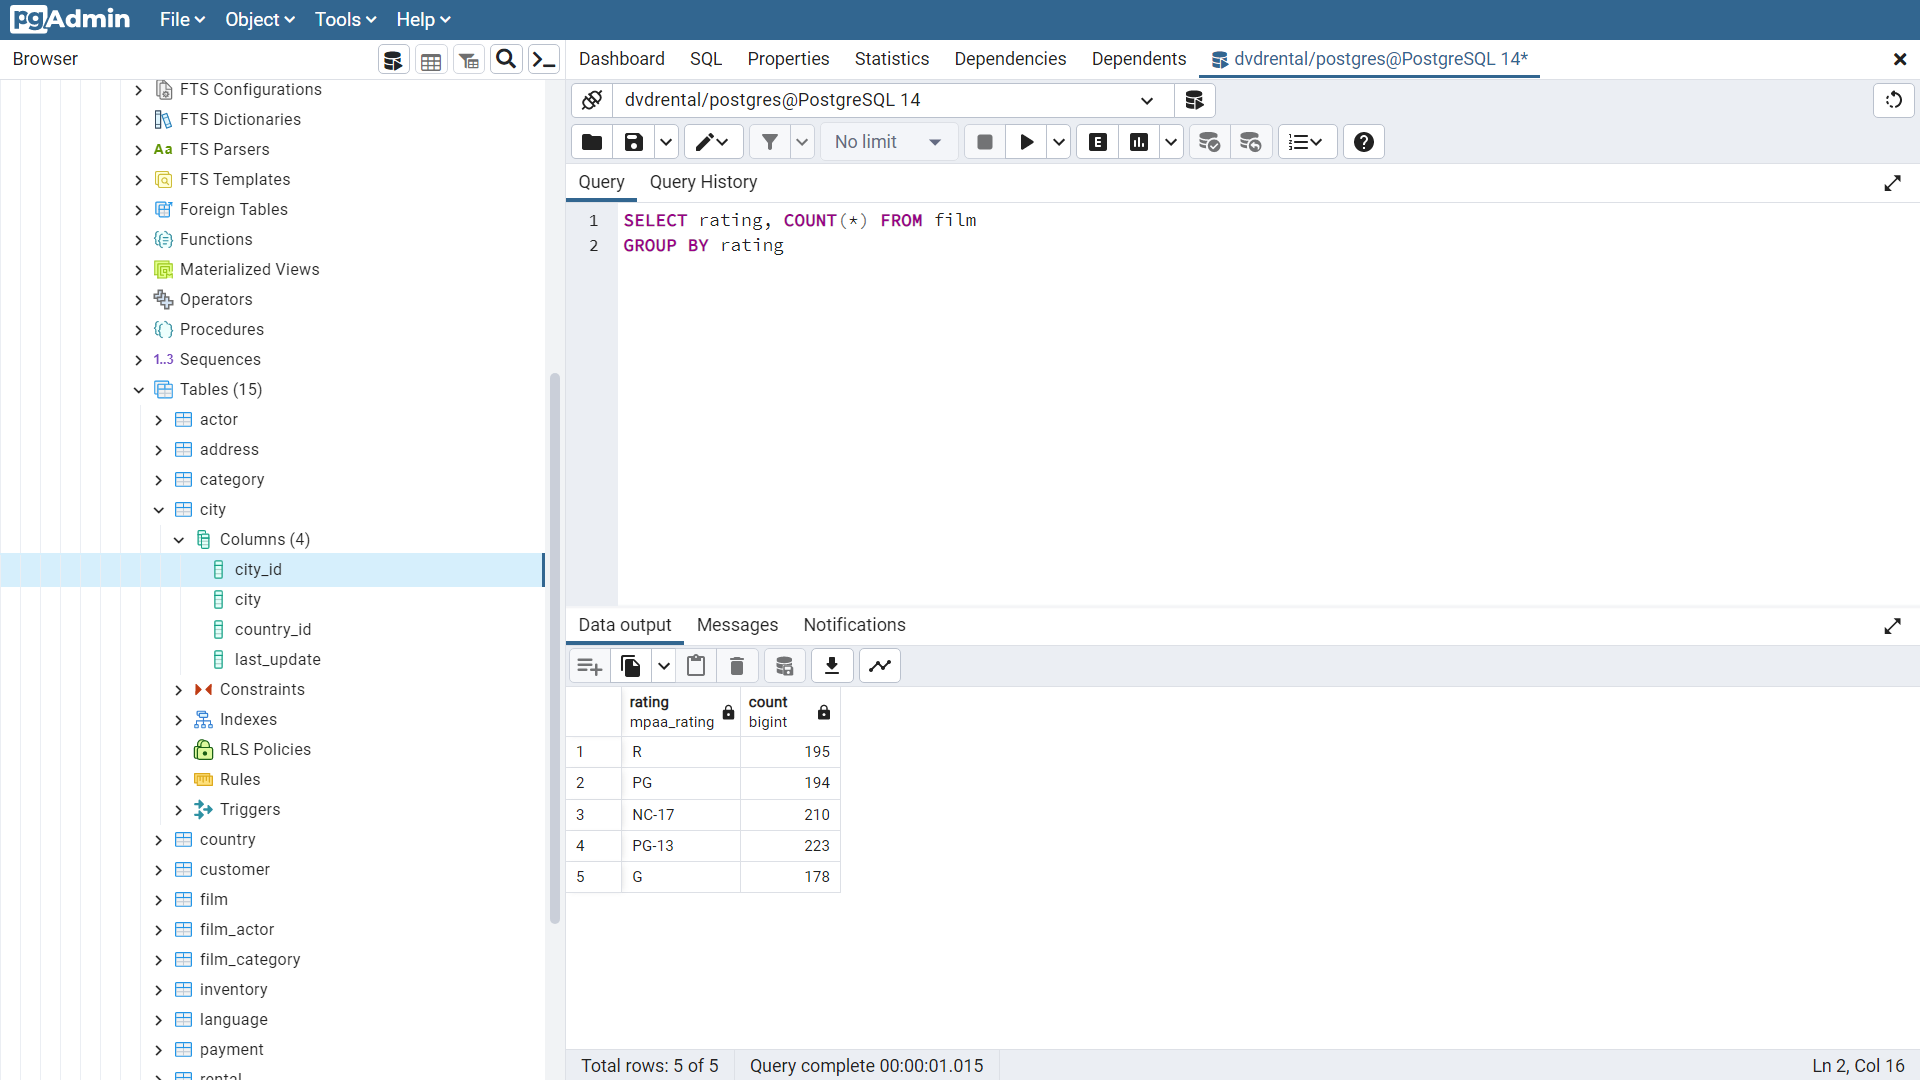 pgAdmin File Object Tools Help
Browser
Dashboard SQL Properties Statistics Dependencies Dependents dvdrental/postgres@PostgreSQL 14*
FTS Configurations
FTS Dictionaries
Aa FTS Parsers
FTS Templates
Foreign Tables
Functions
Materialized Views
Operators
Procedures
1..3 Sequences
Tables (15)
actor
address
category
city
Columns (4)
city_id
city
country_id
last_update
Constraints
Indexes
RLS Policies
Rules
Triggers
country
customer
film
film_actor
film_category
inventory
language
payment
rental
dvdrental/postgres@PostgreSQL 14
No limit E
Query Query History
1 SELECT rating, COUNT(*) FROM film
2 GROUP BY rating
Data output Messages Notifications
rating count
mpaa_rating bigint
1 R 195
2 PG 194
3 NC-17 210
4 PG-13 223
5 G 178
Total rows: 5 of 5 Query complete 00:00:01.015 Ln 2, Col 16